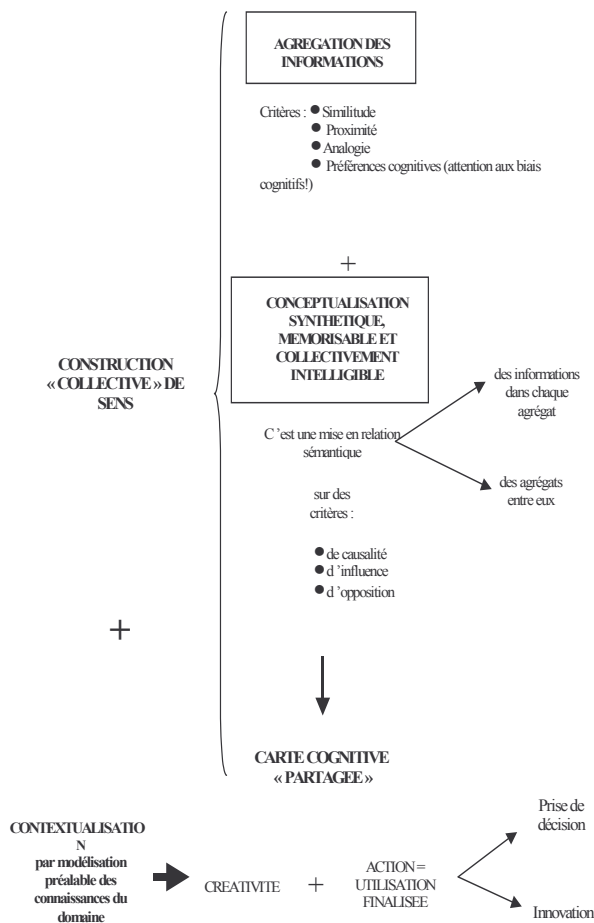 AGREGATION DES
INFORMATIONS
Critères : ● Similitude
● Proximité
● Analogie
● Préférences cognitives (attention aux biais
cognitifs!)
+
CONCEPTUALISATION
SYNTHETIQUE,
MEMORISABLE ET
COLLECTIVEMENT
INTELLIGIBLE
CONSTRUCTION
« COLLECTIVE » DE
SENS
des informations
dans chaque
agrégat
C ’est une mise en relation
sémantique
des agrégats
entre eux
sur des
critères :
● de causalité
● d ’influence
● d ’opposition
+
CARTE COGNITIVE
« PARTAGEE »
CONTEXTUALISATIO
N
par modélisation
préalable des
connaissances du
domaine
CREATIVITE + ACTION =
UTILISATION
FINALISEE
Prise de
décision
Innovation